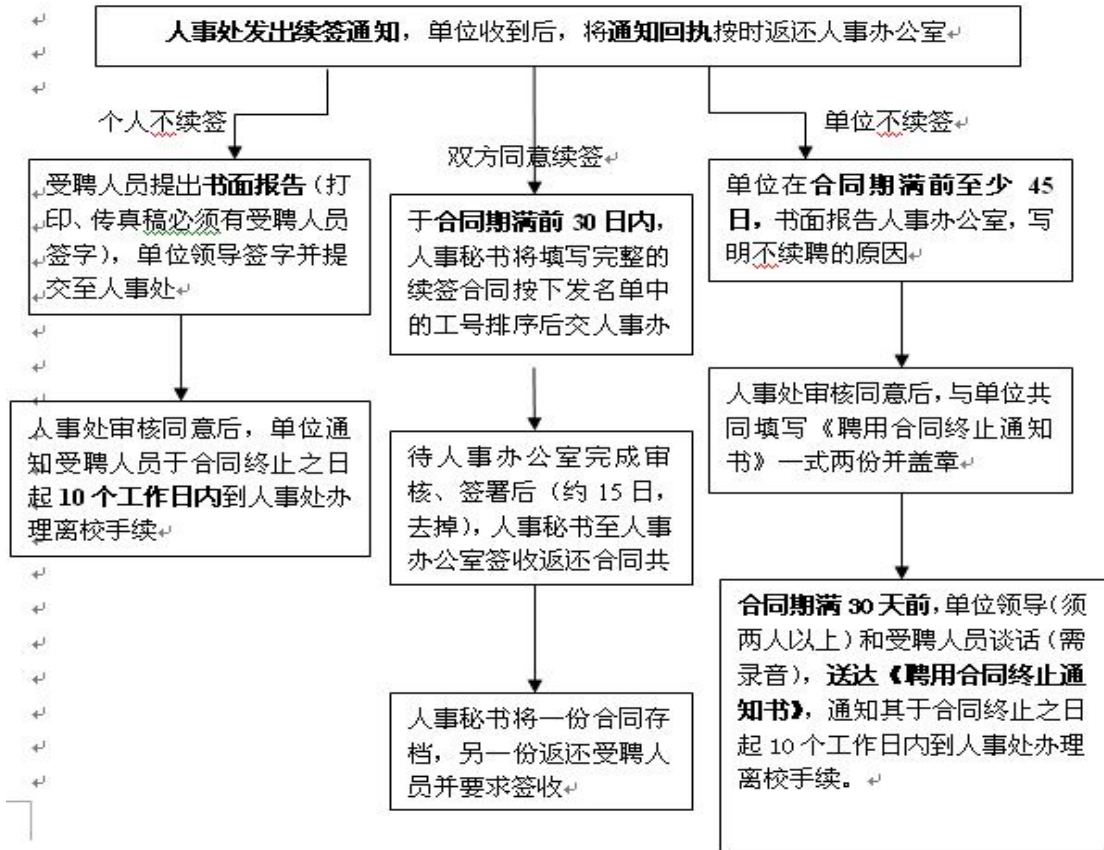 人事处发出续签通知，单位收到后，将通知回执按时返还人事办公室
个人不续签
双方同意续签
单位不续签
受聘人员提出书面报告（打
印、传真稿必须有受聘人员
签字），单位领导签字并提
交至人事处
于合同期满前 30 日内，
人事秘书将填写完整的
续签合同按下发名单中
的工号排序后交人事办
单位在合同期满前至少 45
日，书面报告人事办公室，写
明不续聘的原因
人事处审核同意后，单位通
知受聘人员于合同终止之日
起 10 个工作日内到人事处办
理离校手续
待人事办公室完成审
核、签署后（约 15 日，
去掉），人事秘书至人事
办公室签收返还合同共
人事处审核同意后，与单位共
同填写《聘用合同终止通知
书》一式两份并盖章
人事秘书将一份合同存
档，另一份返还受聘人
员并要求签收
合同期满 30 天前，单位领导（须
两人以上）和受聘人员谈话（需
录音），送达《聘用合同终止通
知书》，通知其于合同终止之日
起 10 个工作日内到人事处办理
离校手续。